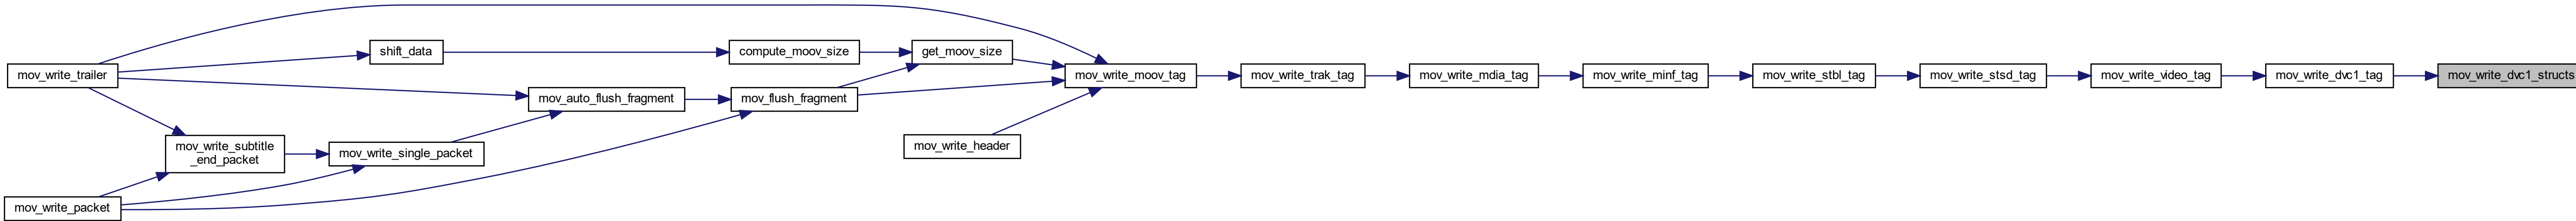 mov_write_trailer
shift_data
compute_moov_size
get_moov_size
mov_auto_flush_fragment
mov_flush_fragment
mov_write_subtitle
_end_packet
mov_write_single_packet
mov_write_packet
mov_write_header
mov_write_moov_tag
mov_write_trak_tag
mov_write_mdia_tag
mov_write_minf_tag
mov_write_stbl_tag
mov_write_stsd_tag
mov_write_video_tag
mov_write_dvc1_tag
mov_write_dvc1_structs